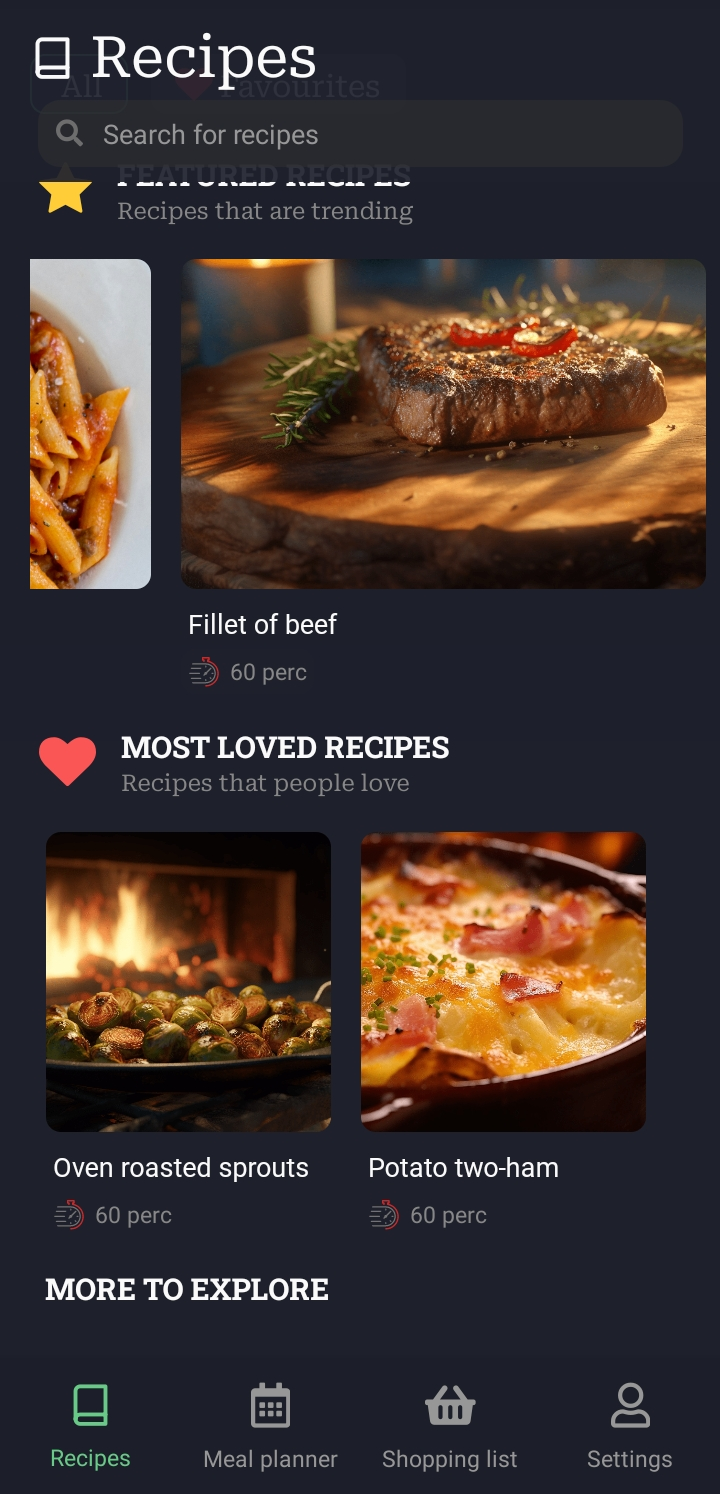 Recipes
All Favourites
Search for recipes
FEATURED RECIPES
Recipes that are trending
Fillet of beef
60 perc
MOST LOVED RECIPES
Recipes that people love
Oven roasted sprouts
60 perc
Potato two-ham
60 perc
MORE TO EXPLORE
Recipes
Meal planner
Shopping list
Settings